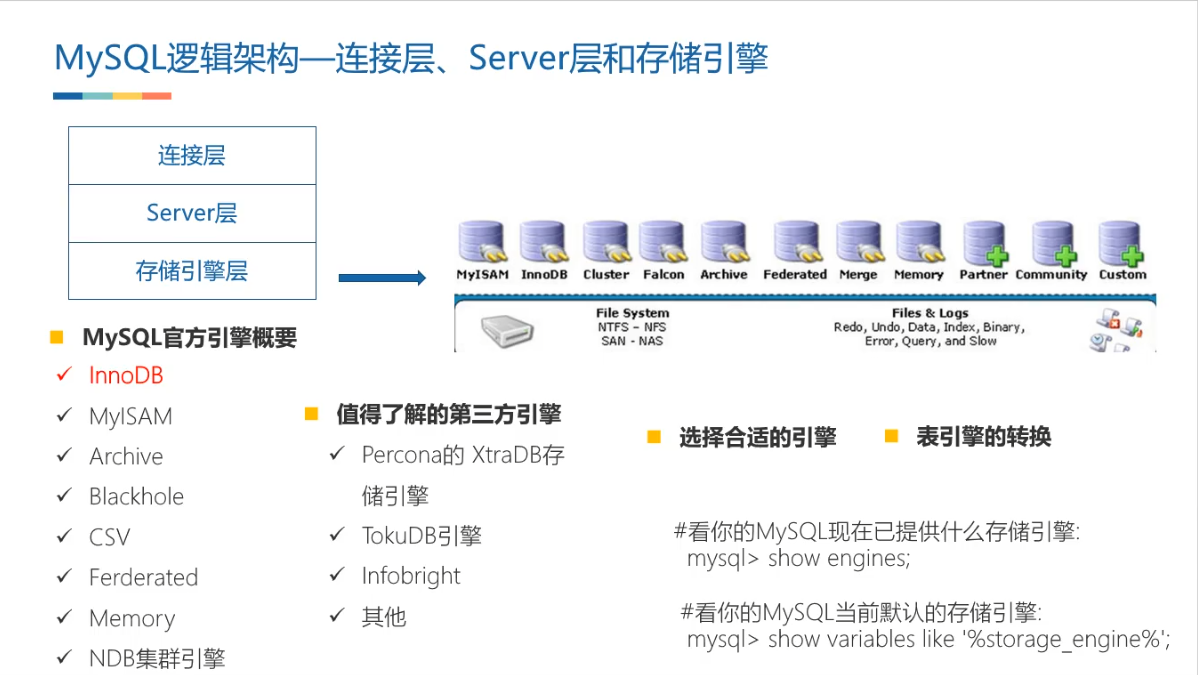 MySQL逻辑架构—连接层、Server层和存储引擎
连接层
Server层
存储引擎层
MyISAM InnoDB Cluster Falcon Archive Federated Merge Memory Partner Community Custom
File System
NTFS – NFS
SAN - NAS
Files & Logs
Redo, Undo, Data, Index, Binary,
Error, Query, and Slow
MySQL官方引擎概要
InnoDB
MyISAM
Archive
Blackhole
CSV
Ferderated
Memory
NDB集群引擎
值得了解的第三方引擎
Percona的 XtraDB存
储引擎
TokuDB引擎
Infobright
其他
选择合适的引擎
表引擎的转换
#看你的MySQL现在已提供什么存储引擎:
mysql> show engines;
#看你的MySQL当前默认的存储引擎:
mysql> show variables like '%storage_engine%';